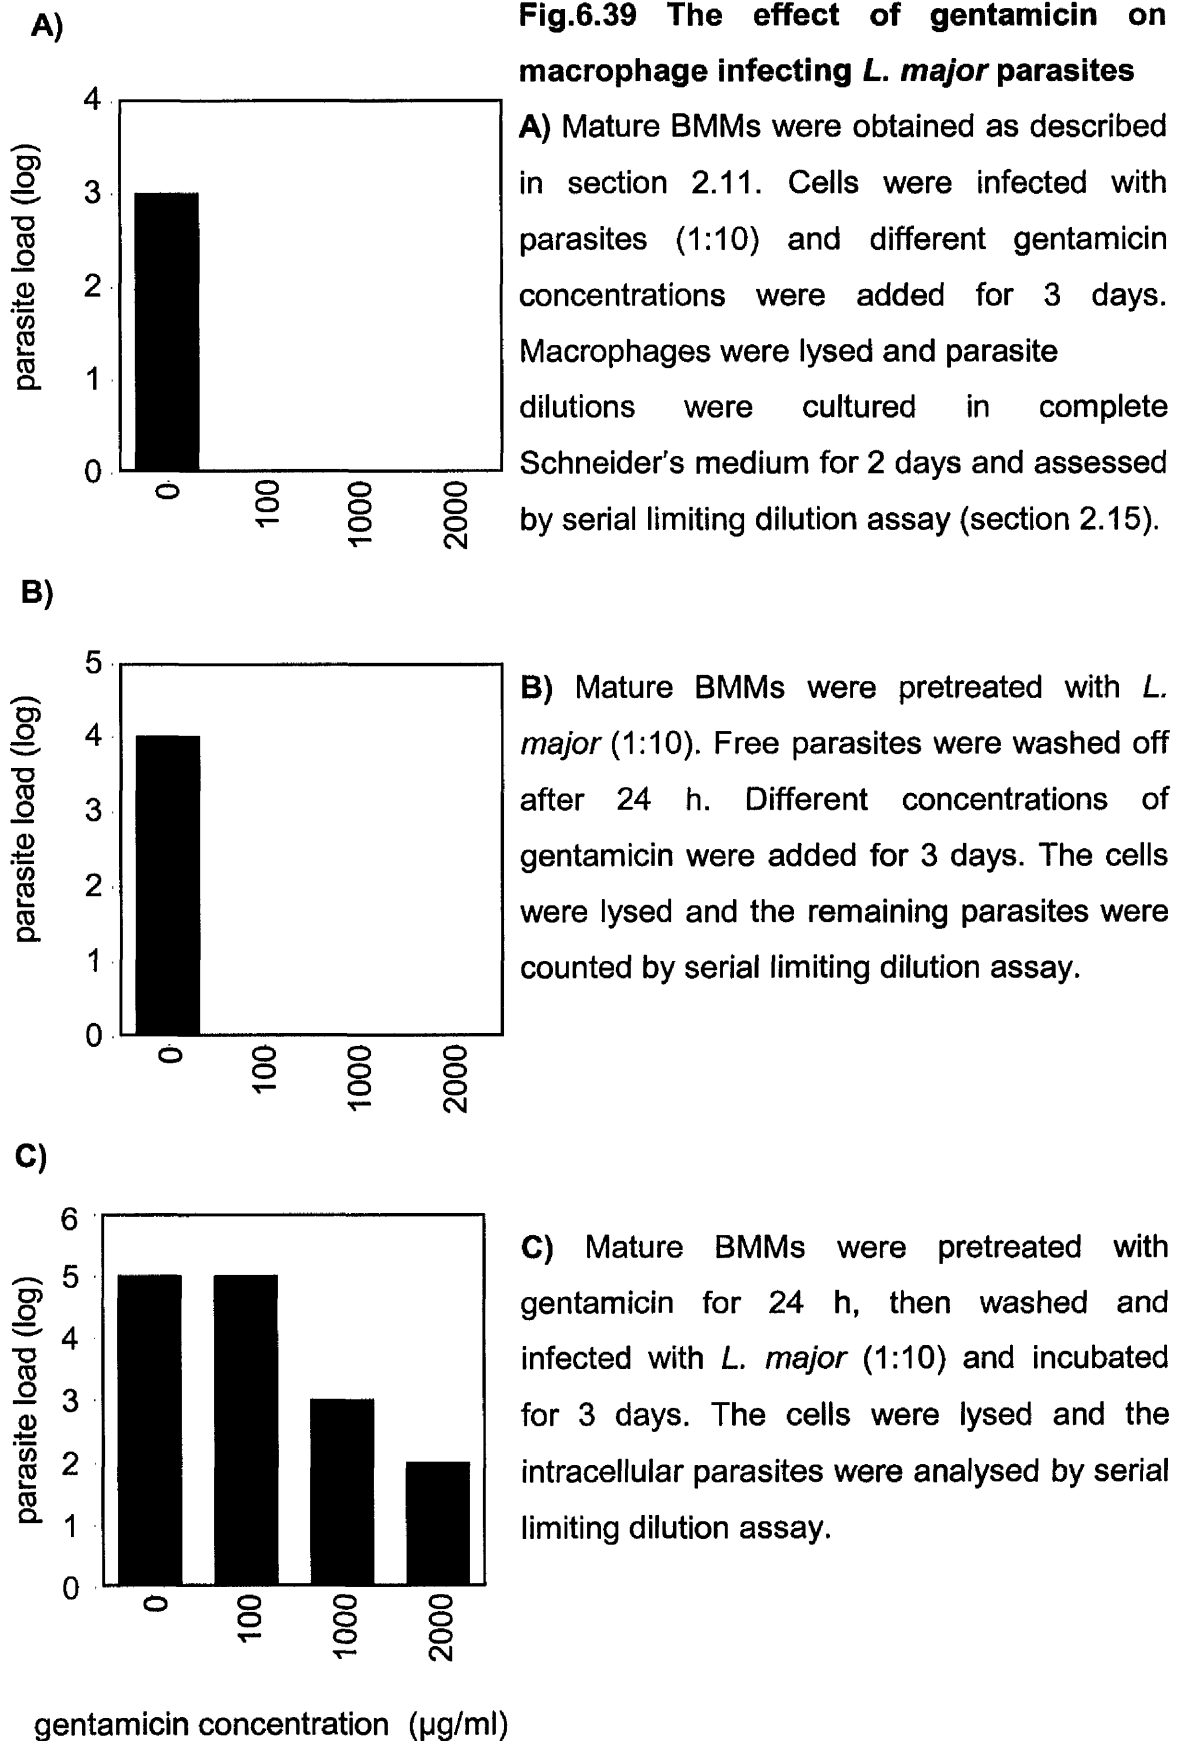 A)
Fig.6.39 The effect of gentamicin on
macrophage infecting L. major parasites
A) Mature BMMs were obtained as described
in section 2.11. Cells were infected with
parasites (1:10) and different gentamicin
concentrations were added for 3 days.
Macrophages were lysed and parasite
dilutions were cultured in complete
Schneider's medium for 2 days and assessed
by serial limiting dilution assay (section 2.15).
parasite load (log)
4
3
2
1
0
0 100 1000 2000
B)
parasite load (log)
5
4
3
2
1
0
0 100 1000 2000
B) Mature BMMs were pretreated with L.
major (1:10). Free parasites were washed off
after 24 h. Different concentrations of
gentamicin were added for 3 days. The cells
were lysed and the remaining parasites were
counted by serial limiting dilution assay.
C)
parasite load (log)
6
5
4
3
2
1
0
0 100 1000 2000
gentamicin concentration (µg/ml)
C) Mature BMMs were pretreated with
gentamicin for 24 h, then washed and
infected with L. major (1:10) and incubated
for 3 days. The cells were lysed and the
intracellular parasites were analysed by serial
limiting dilution assay.